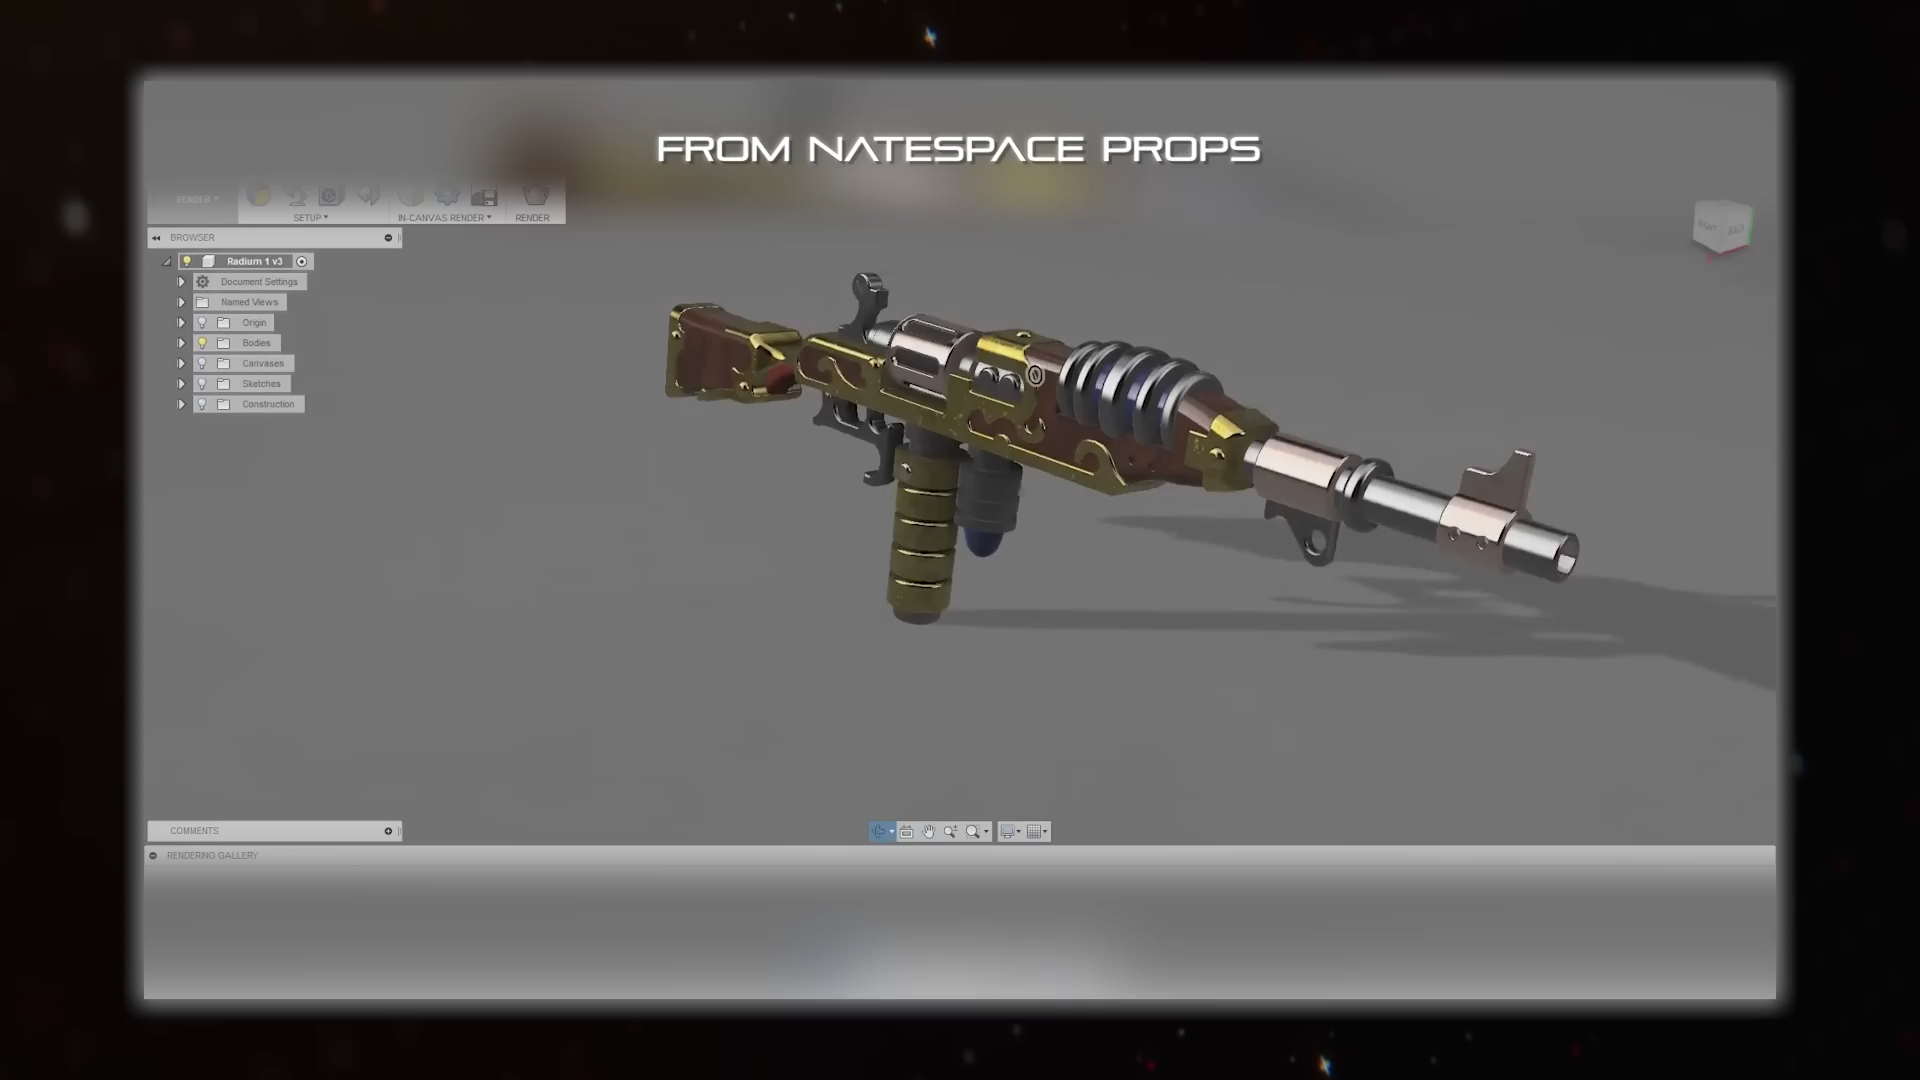 FROM NATESPACE PROPS
RENDER
SETUP
IN-CANVAS RENDER
RENDER
BROWSER
Radium 1 v3
Document Settings
Named Views
Origin
Bodies
Canvases
Sketches
Construction
COMMENTS
RENDERING GALLERY